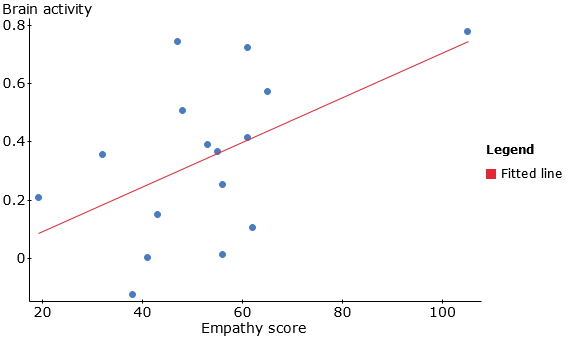 Brain activity
0.8
0.6
0.4
0.2
0
20 40 60 80 100
Empathy score
Legend
Fitted line